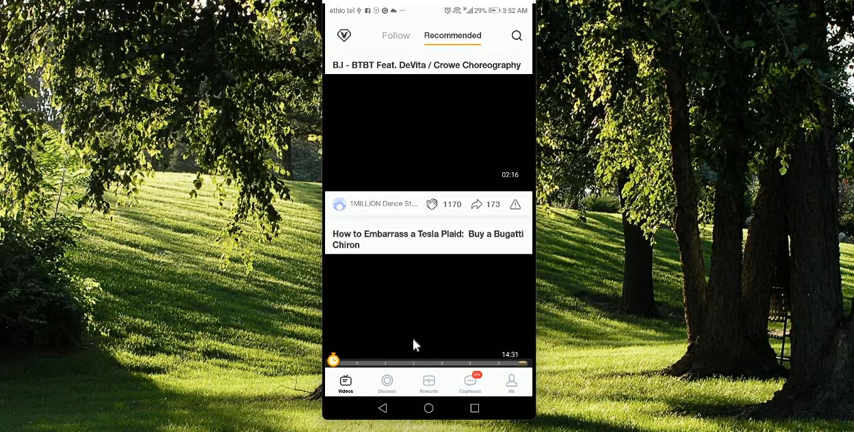 ethio tel
29% 3:52 AM
Follow Recommended
B.I - BTBT Feat. DeVita / Crowe Choreography
02:16
1MILLION Dance St... 1170 173
How to Embarrass a Tesla Plaid: Buy a Bugatti
Chiron
14:31
Videos Discover Rewards Me